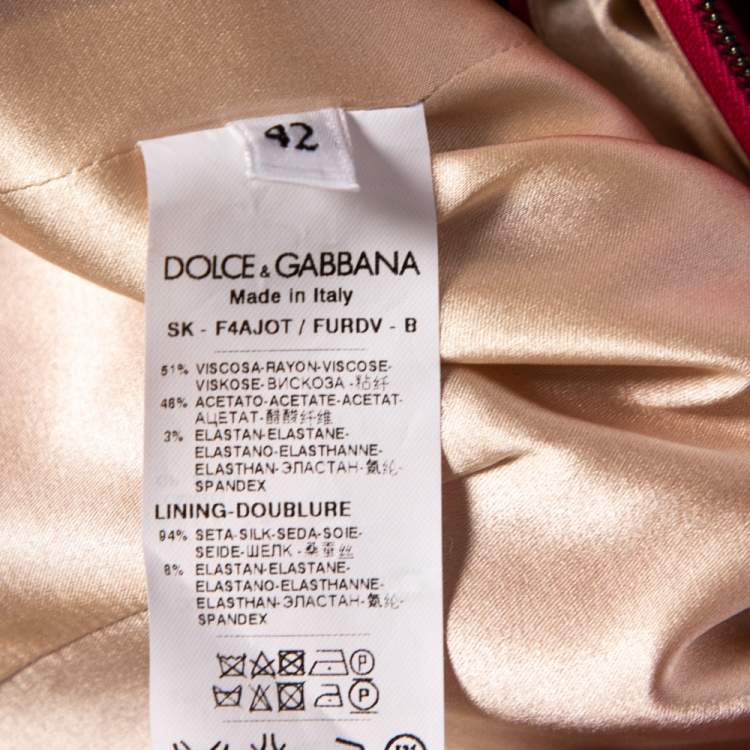 42
DOLCE & GABBANA
Made in Italy
SK - F4AJOT / FURDV - B
51% VISCOSA-RAYON-VISCOSE-
VISKOSE-ВИСКОЗА-粘纤
46% ACETATO-ACETATE-ACETAT-
АЦЕТАТ-醋酸纤维
3% ELASTAN-ELASTANE-
ELASTANO-ELASTHANNE-
ELASTHAN-ЭЛАСТАН-氨纶-
SPANDEX
LINING-DOUBLURE
94% SETA-SILK-SEDA-SOIE-
SEIDE-ШЕЛК-桑蚕丝
6% ELASTAN-ELASTANE-
ELASTANO-ELASTHANNE-
ELASTHAN-ЭЛАСТАН-氨纶-
SPANDEX
P
P